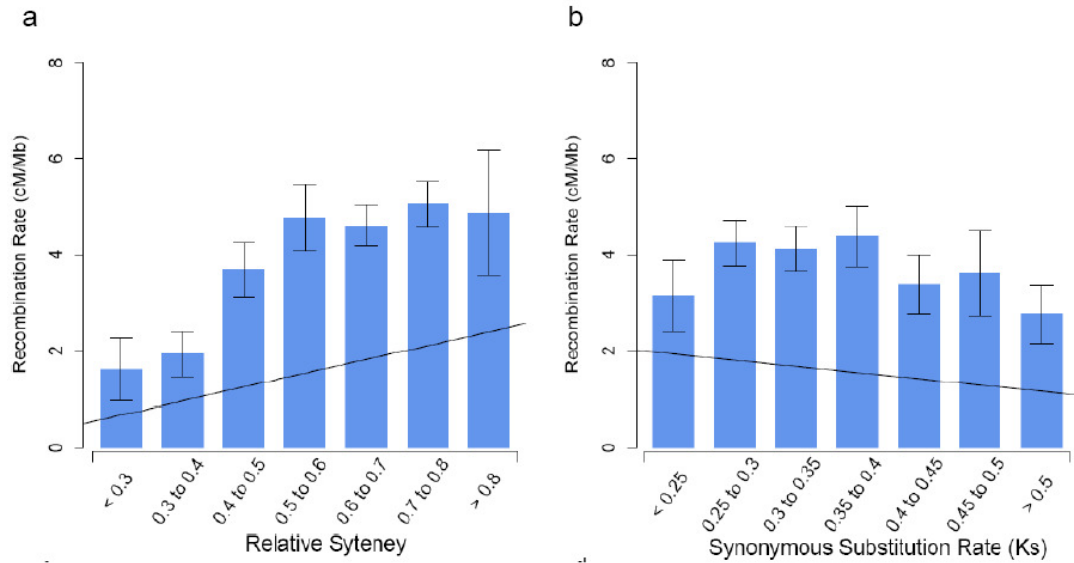 a
Recombination Rate (cM/Mb)
8
6
4
2
0
< 0.3
0.3 to 0.4
0.4 to 0.5
0.5 to 0.6
0.6 to 0.7
0.7 to 0.8
> 0.8
Relative Syteney
b
Recombination Rate (cM/Mb)
8
6
4
2
0
< 0.25
0.25 to 0.3
0.3 to 0.35
0.35 to 0.4
0.4 to 0.45
0.45 to 0.5
> 0.5
Synonymous Substitution Rate (Ks)